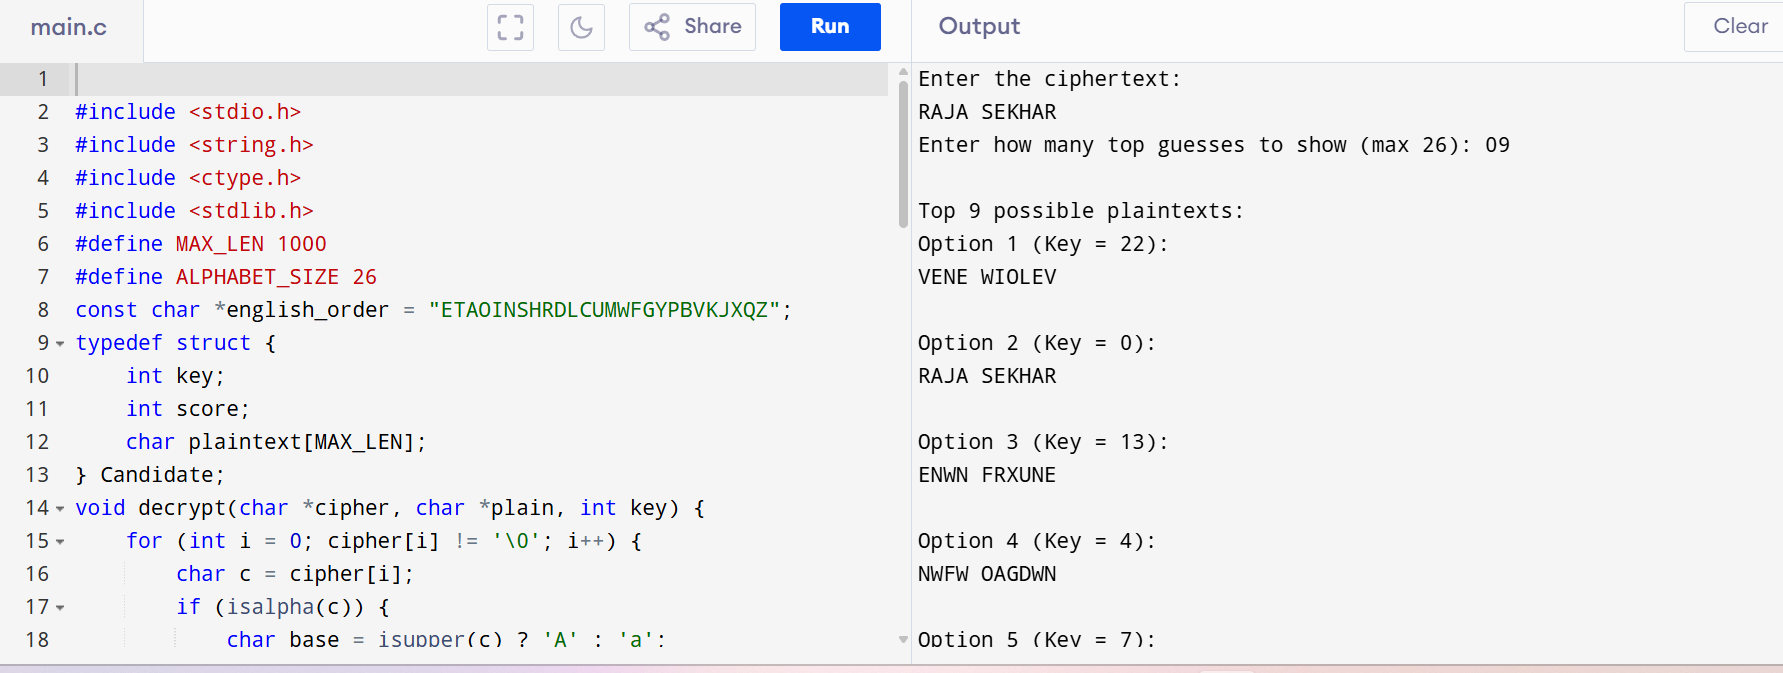 main.c
Share
Run
Output
Clear
1
2 #include <stdio.h>
3 #include <string.h>
4 #include <ctype.h>
5 #include <stdlib.h>
6 #define MAX_LEN 1000
7 #define ALPHABET_SIZE 26
8 const char *english_order = "ETAOINSHRDLCUMWFGYPBVKJXQZ";
9 typedef struct {
10 int key;
11 int score;
12 char plaintext[MAX_LEN];
13 } Candidate;
14 void decrypt(char *cipher, char *plain, int key) {
15 for (int i = 0; cipher[i] != '\0'; i++) {
16 char c = cipher[i];
17 if (isalpha(c)) {
18 char base = isupper(c) ? 'A' : 'a';
Enter the ciphertext:
RAJA SEKHAR
Enter how many top guesses to show (max 26): 09
Top 9 possible plaintexts:
Option 1 (Key = 22):
VENE WIOLEV
Option 2 (Key = 0):
RAJA SEKHAR
Option 3 (Key = 13):
ENWN FRXUNE
Option 4 (Key = 4):
NWFW OAGDWN
Option 5 (Key = 7):